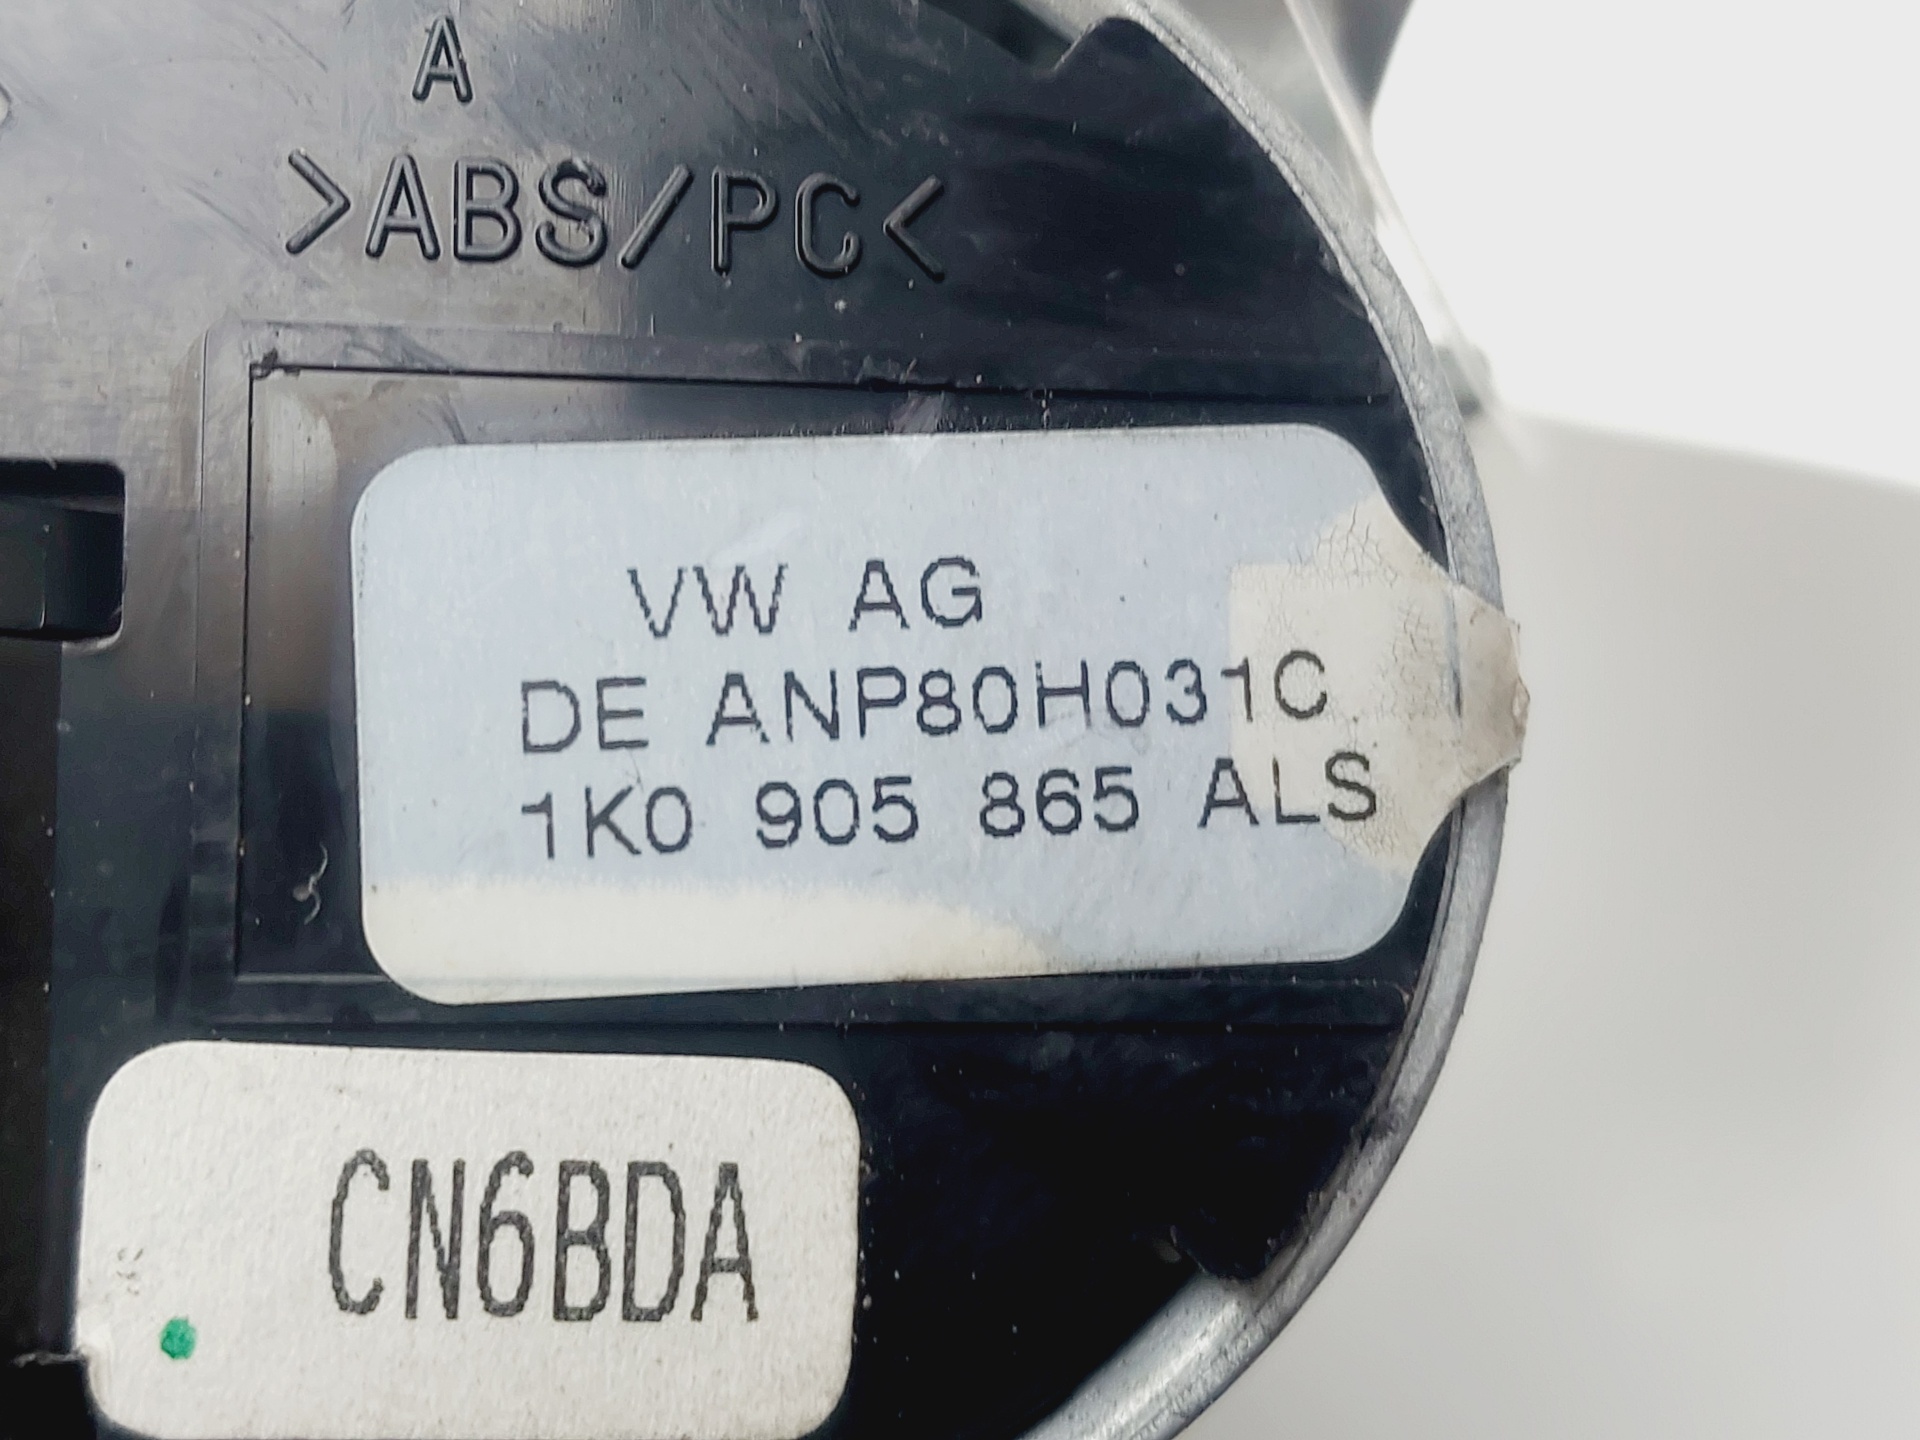 A
>ABS/PC<
VW AG
DE ANP80H031C
1K0 905 865 ALS
CN6BDA